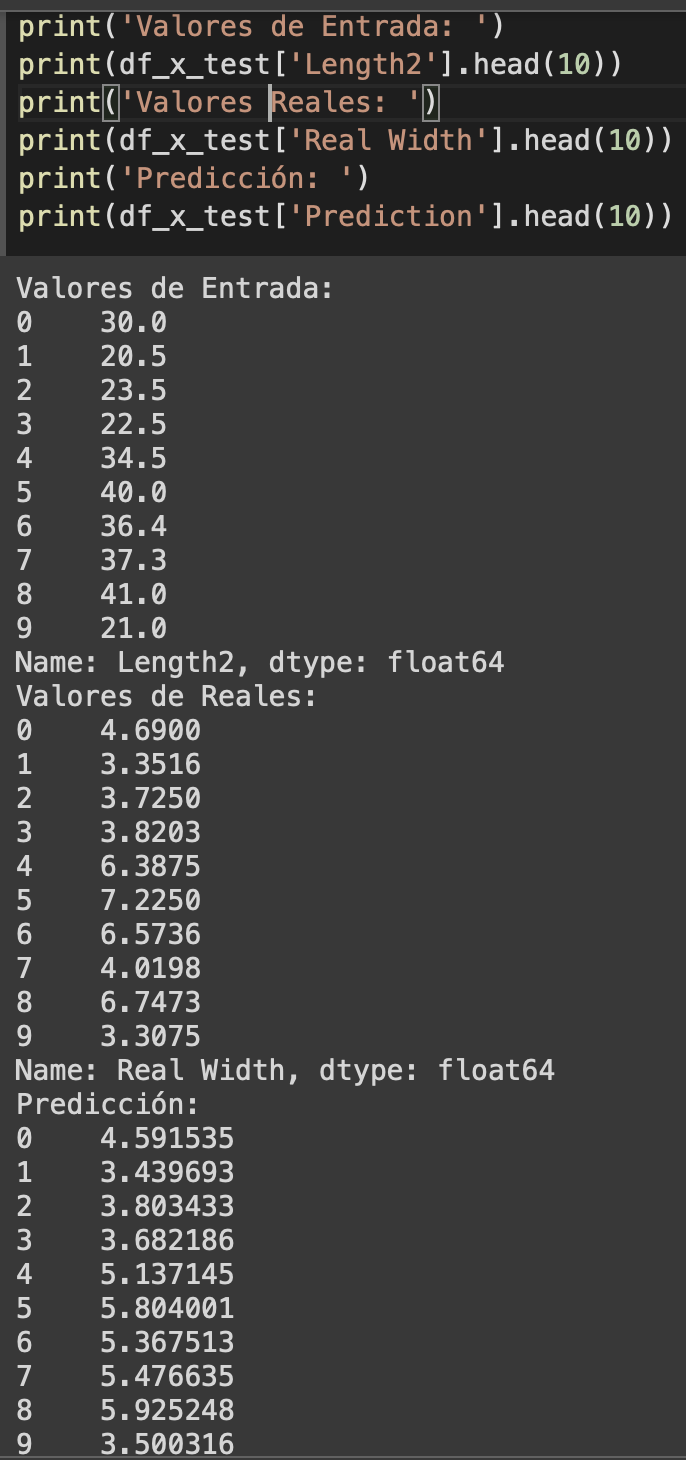 print('Valores de Entrada: ')
print(df_x_test['Length2'].head(10))
print('Valores Reales: ')
print(df_x_test['Real Width'].head(10))
print('Predicción: ')
print(df_x_test['Prediction'].head(10))
Valores de Entrada:
0    30.0
1    20.5
2    23.5
3    22.5
4    34.5
5    40.0
6    36.4
7    37.3
8    41.0
9    21.0
Name: Length2, dtype: float64
Valores de Reales:
0    4.6900
1    3.3516
2    3.7250
3    3.8203
4    6.3875
5    7.2250
6    6.5736
7    4.0198
8    6.7473
9    3.3075
Name: Real Width, dtype: float64
Predicción:
0    4.591535
1    3.439693
2    3.803433
3    3.682186
4    5.137145
5    5.804001
6    5.367513
7    5.476635
8    5.925248
9    3.500316